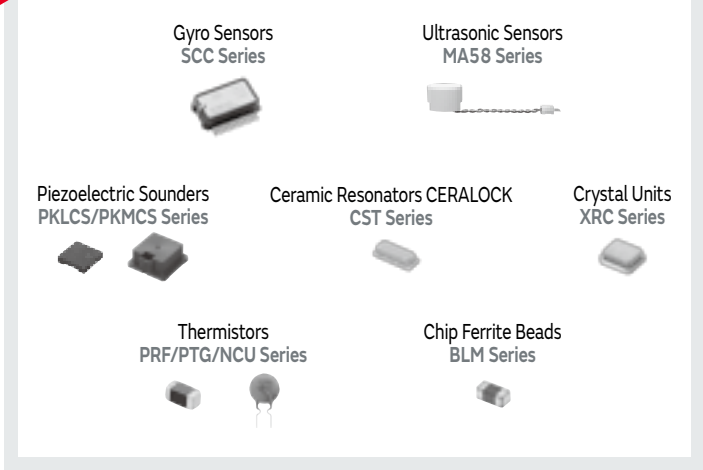 Gyro Sensors
SCC Series
Ultrasonic Sensors
MA58 Series
Piezoelectric Sounders
PKLCS/PKMCS Series
Ceramic Resonators CERALOCK
CST Series
Crystal Units
XRC Series
Thermistors
PRF/PTG/NCU Series
Chip Ferrite Beads
BLM Series